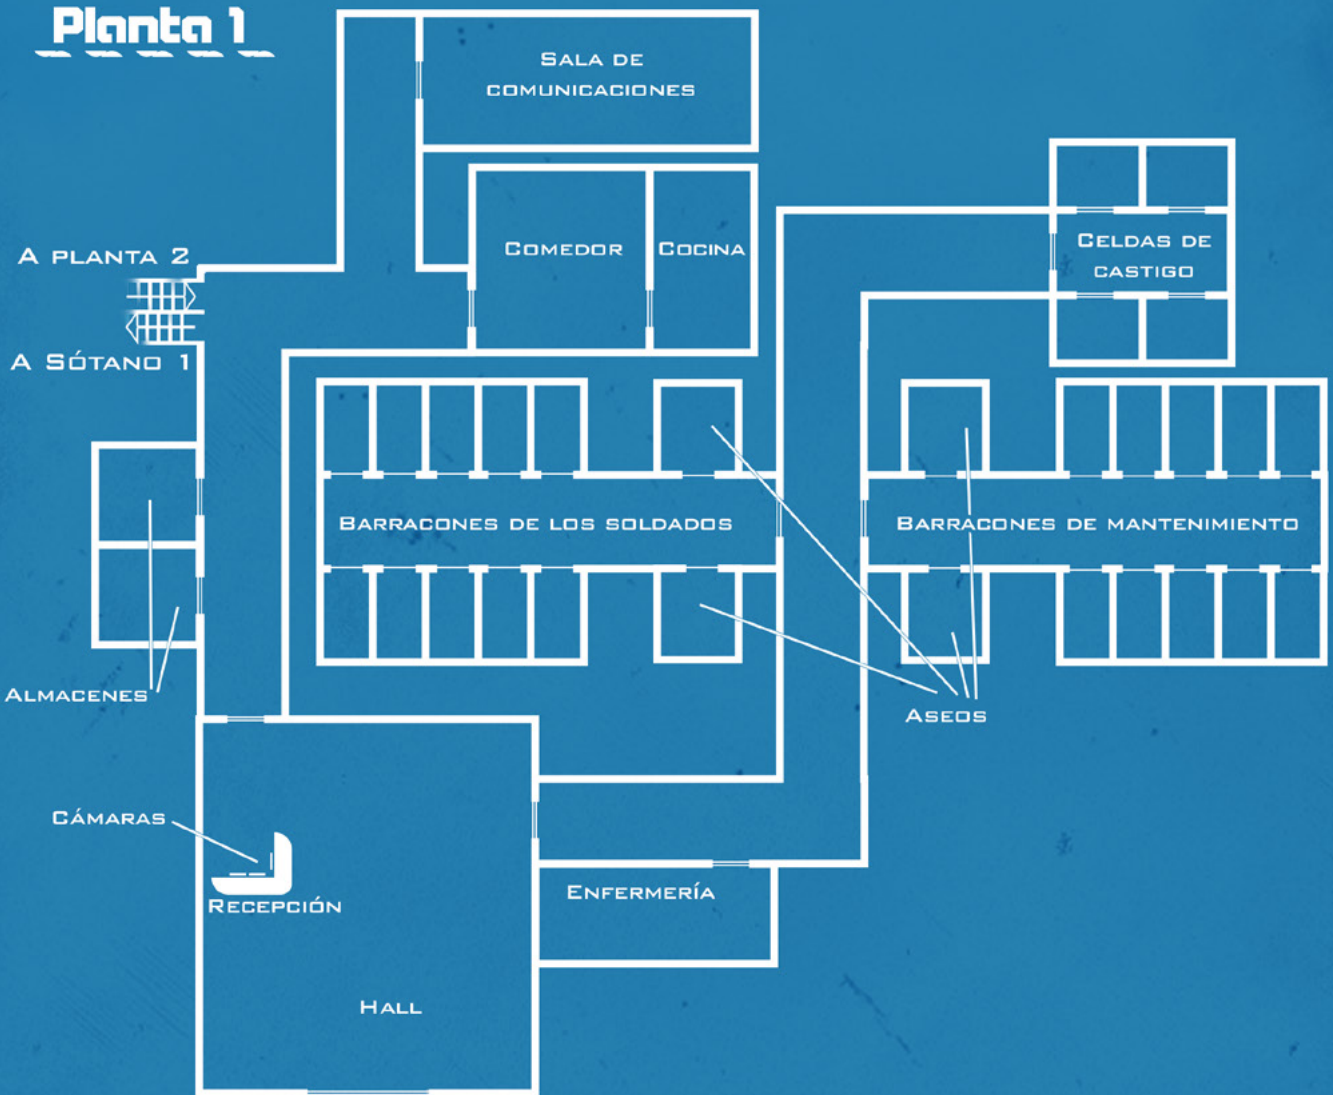 Planta 1
SALA DE
COMUNICACIONES
A PLANTA 2
COMEDOR
COCINA
CELDAS DE
CASTIGO
A SÓTANO 1
BARRACONES DE LOS SOLDADOS
BARRACONES DE MANTENIMIENTO
ALMACENES
ASEOS
CÁMARAS
ENFERMERÍA
RECEPCIÓN
HALL